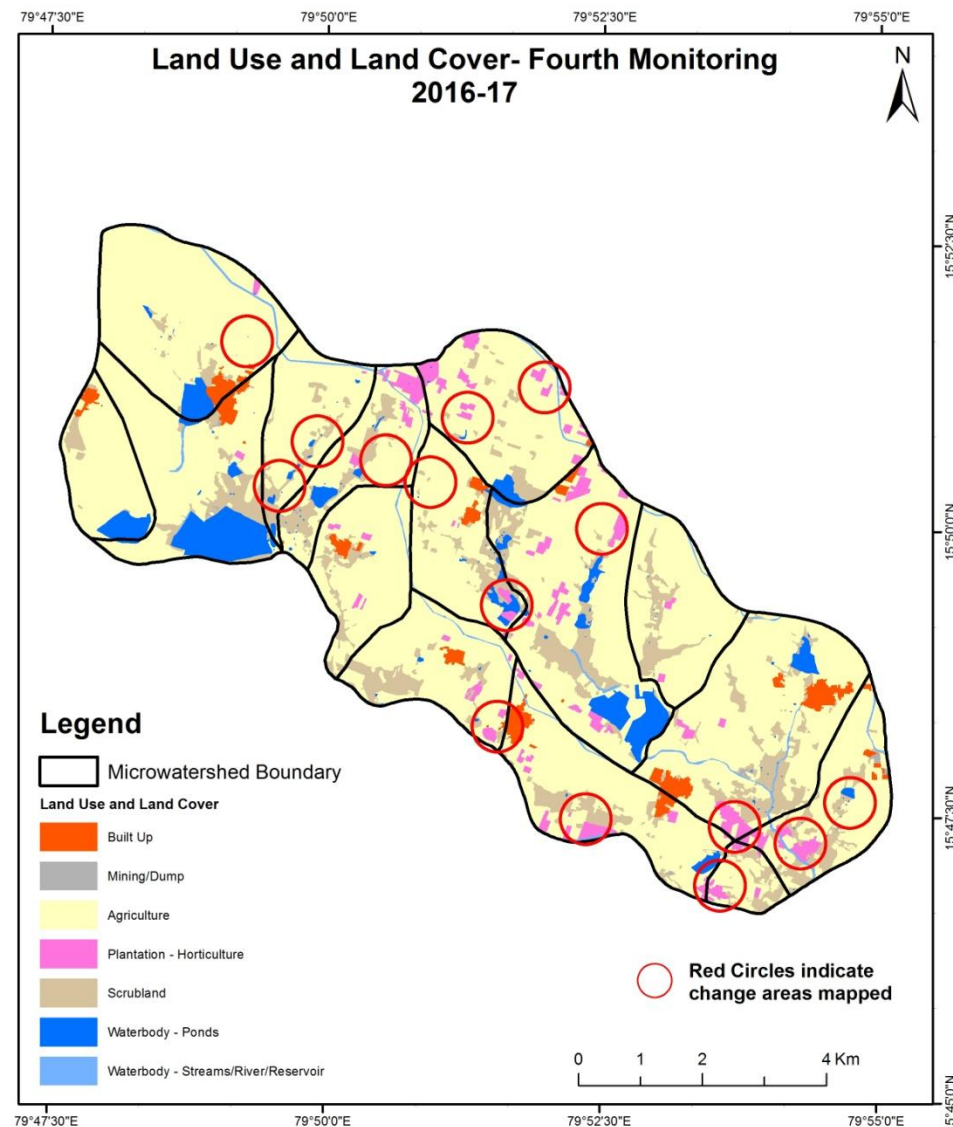 79°47'30"E 79°50'0"E 79°52'30"E 79°55'0"E
Land Use and Land Cover- Fourth Monitoring
2016-17
N
15°52'30"N
15°50'0"N
15°47'30"N
5°45'0"N
Legend
Microwatershed Boundary
Land Use and Land Cover
Built Up
Mining/Dump
Agriculture
Plantation - Horticulture
Scrubland
Waterbody - Ponds
Waterbody - Streams/River/Reservoir
Red Circles indicate
change areas mapped
0 1 2 4 Km
79°47'30"E 79°50'0"E 79°52'30"E 79°55'0"E